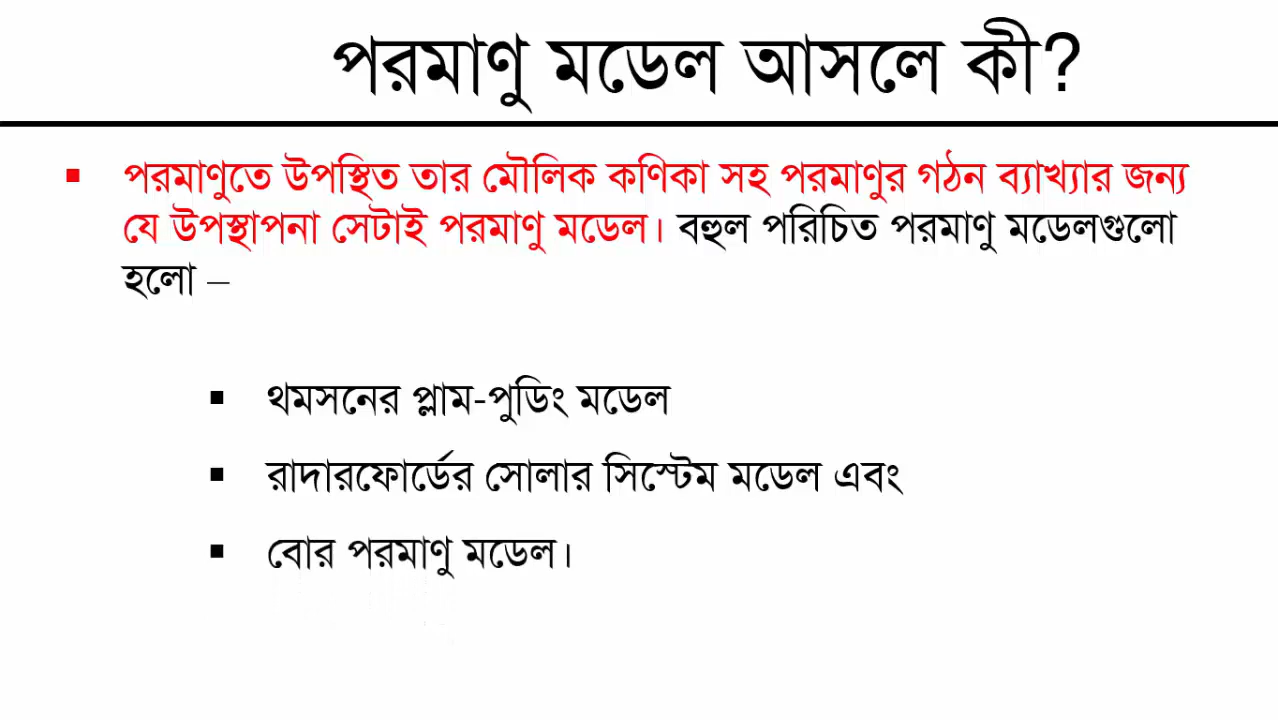 পরমাণু মডেল আসলে কী?
▪ পরমাণুতে উপস্থিত তার মৌলিক কণিকা সহ পরমাণুর গঠন ব্যাখ্যার জন্য
যে উপস্থাপনা সেটাই পরমাণু মডেল। বহুল পরিচিত পরমাণু মডেলগুলো
হলো –
▪ থমসনের প্লাম-পুডিং মডেল
▪ রাদারফোর্ডের সোলার সিস্টেম মডেল এবং
▪ বোর পরমাণু মডেল।